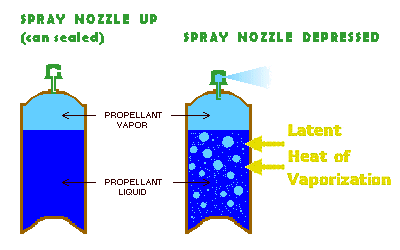 SPRAY NOZZLE UP
(can sealed)
SPRAY NOZZLE DEPRESSED
PROPELLANT
VAPOR
PROPELLANT
LIQUID
Latent
Heat of
Vaporization